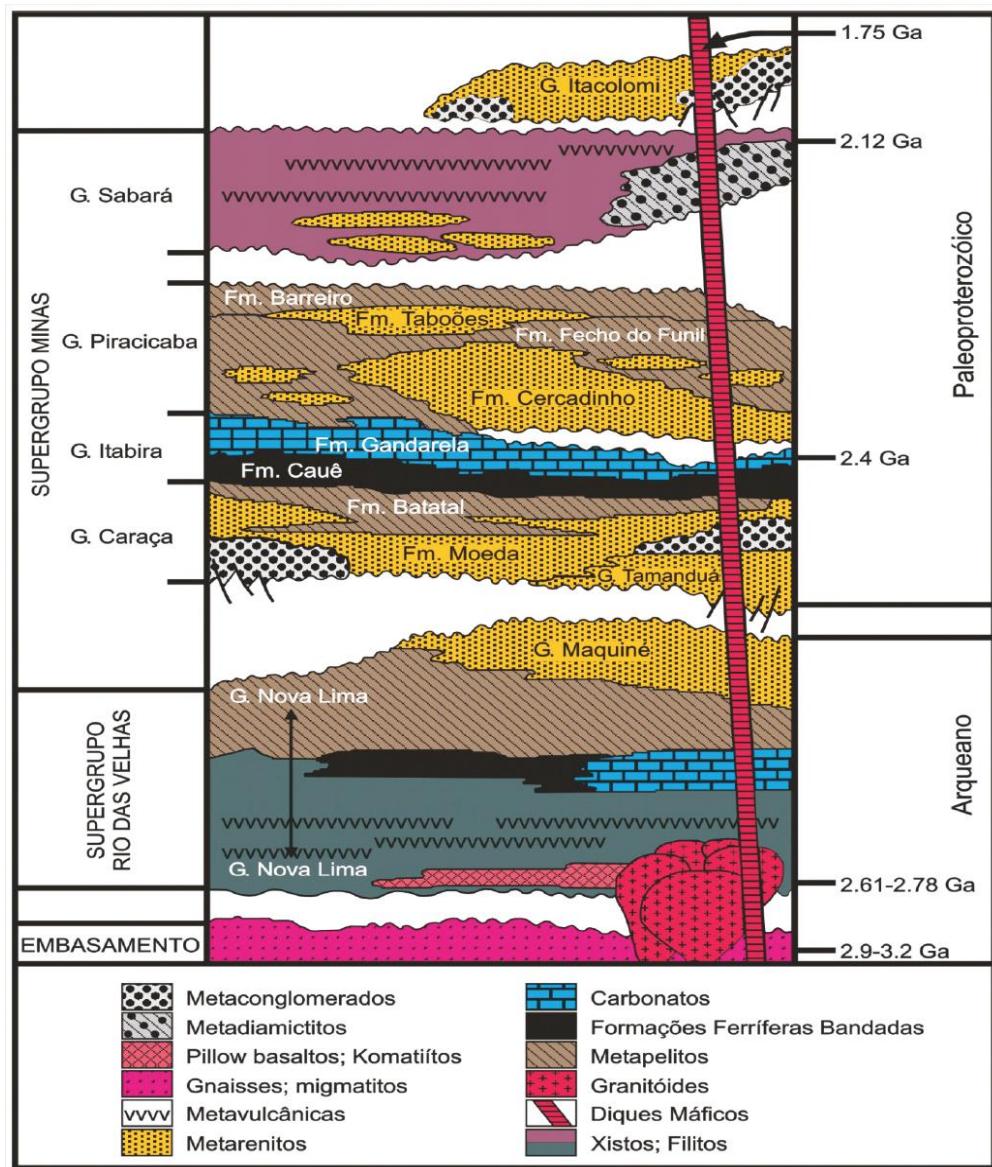 1.75 Ga
G. Itacolomi
2.12 Ga
G. Sabará
Fm. Barreiro
Fm. Taboões
Fm. Fecho do Funil
G. Piracicaba
Fm. Cercadinho
SUPERGRUPO MINAS
Paleoproterozóico
G. Itabira
Fm. Gandarela
2.4 Ga
Fm. Cauê
Fm. Batatal
G. Caraça
Fm. Moeda
G. Tamanduá
G. Maquiné
G. Nova Lima
SUPERGRUPO
RIO DAS VELHAS
Arqueano
G. Nova Lima
2.61-2.78 Ga
EMBASAMENTO
2.9-3.2 Ga
Metaconglomerados
Metadiamictitos
Pillow basaltos; Komatiítos
Gnaisses; migmatitos
Metavulcânicas
Metarenitos
Carbonatos
Formações Ferríferas Bandadas
Metapelitos
Granitóides
Diques Máficos
Xistos; Filitos